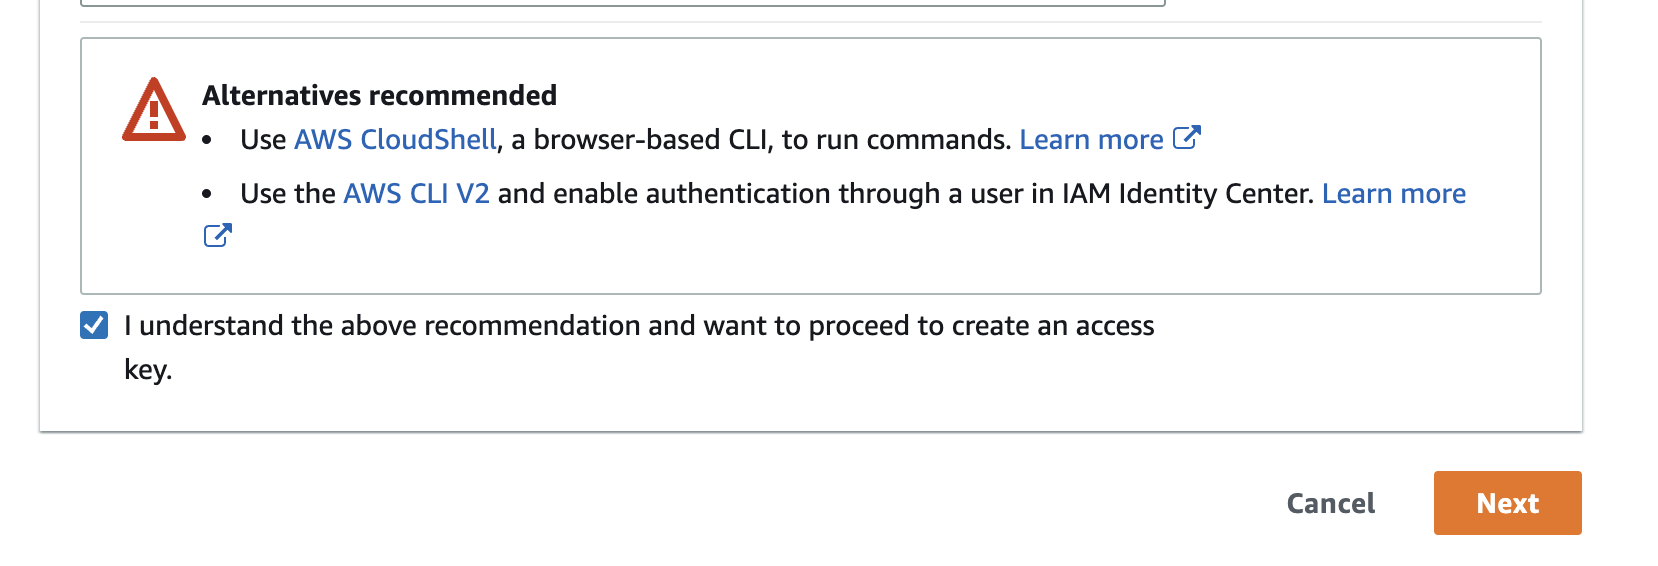 Alternatives recommended
• Use AWS CloudShell, a browser-based CLI, to run commands. Learn more
• Use the AWS CLI V2 and enable authentication through a user in IAM Identity Center. Learn more
I understand the above recommendation and want to proceed to create an access
key.
Cancel Next